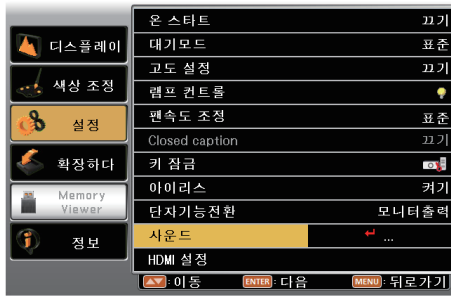 디스플레이
색상 조정
설정
확장하다
Memory
Viewer
정보
온 스타트 끄기
대기모드 표준
고도 설정 끄기
램프 컨트롤
팬속도 조정 표준
Closed caption 끄기
키 잠금
아이리스 켜기
단자기능전환 모니터출력
사운드 ...
HDMI 설정
:이동 ENTER:다음 MENU:뒤로가기